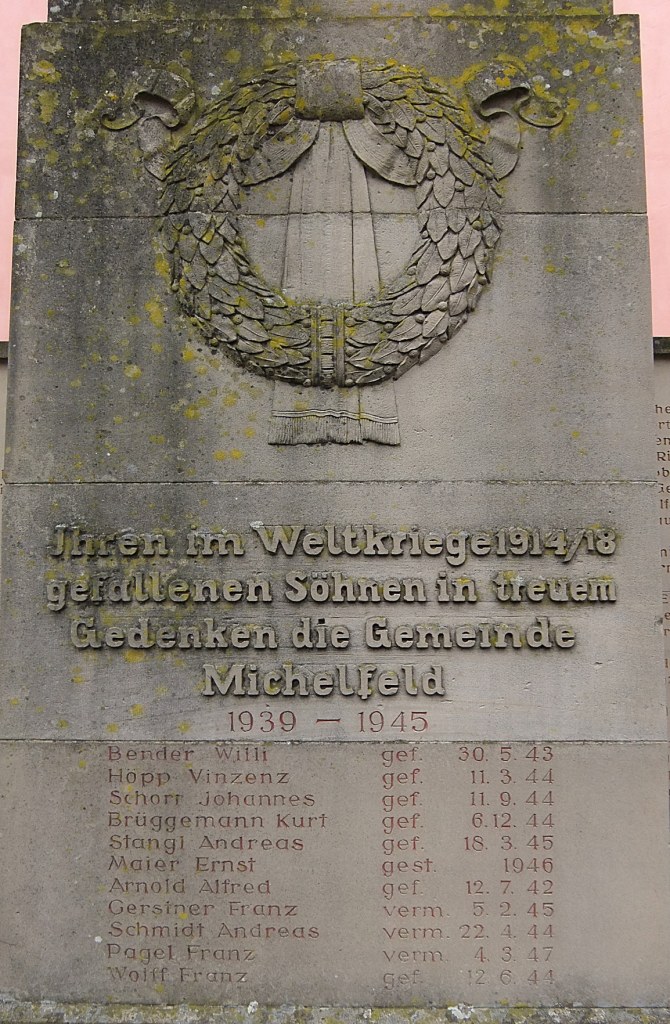 Ihren im Weltkriege 1914/18
gefallenen Söhnen in treuem
Gedenken die Gemeinde
Michelfeld
1939 – 1945
Bender Willi gef. 30. 5. 43
Höpp Vinzenz gef. 11. 3. 44
Schorr Johannes gef. 11. 9. 44
Brüggemann Kurt gef. 6. 12. 44
Stangl Andreas gef. 18. 3. 45
Maier Ernst gest. 1946
Arnold Alfred gef. 12. 7. 42
Gerstner Franz verm. 5. 2. 45
Schmidt Andreas verm. 22. 4. 44
Pagel Franz verm. 4. 3. 47
Wolff Franz gef. 12. 6. 44